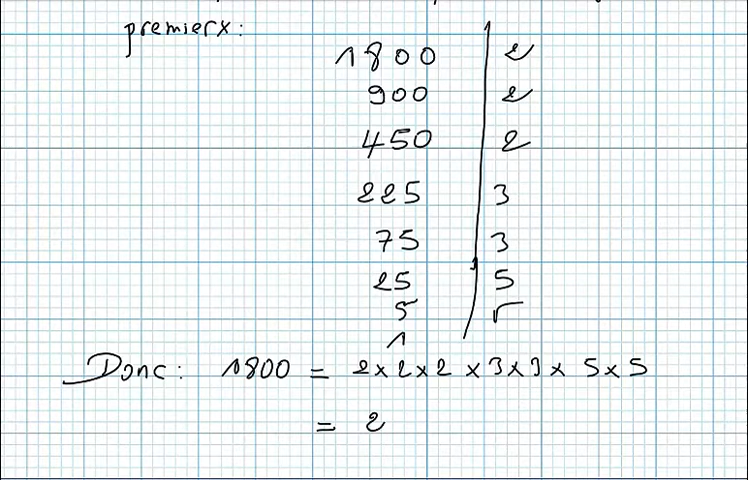 premierx:
1800 | 2
900 | 2
450 | 2
225 | 3
75 | 3
25 | 5
5 | 5
1
Donc: 1800 = 2 × 2 × 2 × 3 × 3 × 5 × 5
= 2